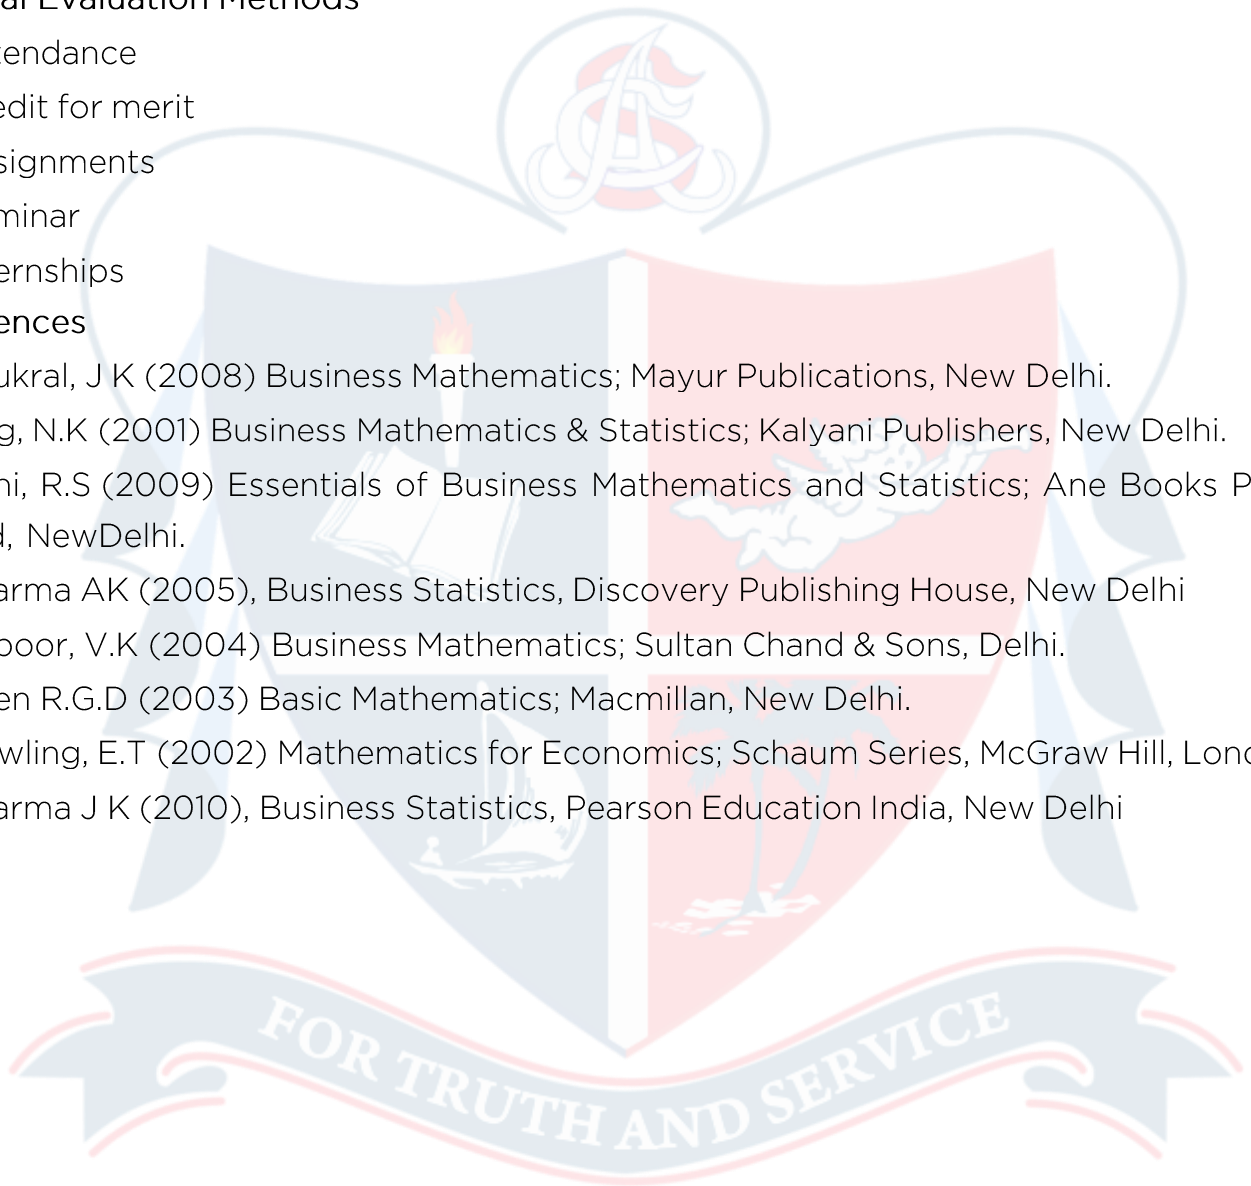 al Evaluation Methods
tendance
edit for merit
signments
minar
ernships
ences
ukral, J K (2008) Business Mathematics; Mayur Publications, New Delhi.
g, N.K (2001) Business Mathematics & Statistics; Kalyani Publishers, New Delhi.
hi, R.S (2009) Essentials of Business Mathematics and Statistics; Ane Books P
d, NewDelhi.
arma AK (2005), Business Statistics, Discovery Publishing House, New Delhi
poor, V.K (2004) Business Mathematics; Sultan Chand & Sons, Delhi.
en R.G.D (2003) Basic Mathematics; Macmillan, New Delhi.
wling, E.T (2002) Mathematics for Economics; Schaum Series, McGraw Hill, Lond
arma J K (2010), Business Statistics, Pearson Education India, New Delhi
FOR TRUTH AND SERVICE